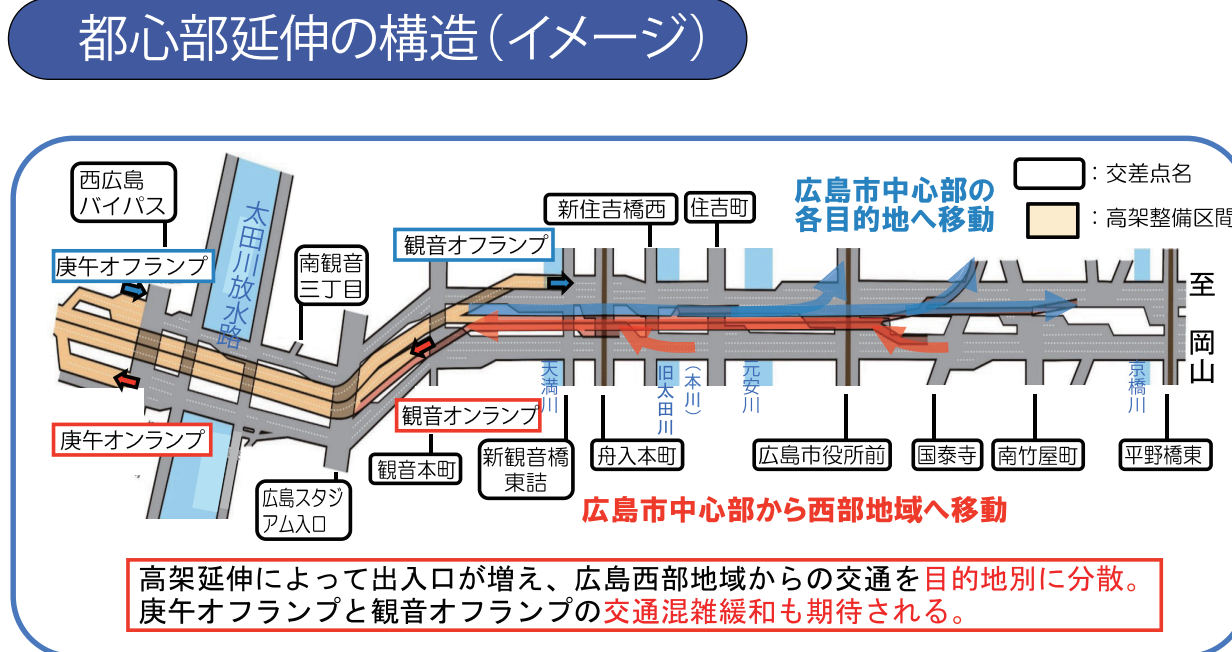 都心部延伸の構造（イメージ）
西広島
バイパス
庚午オフランプ
太田川放水路
南観音
三丁目
観音オフランプ
新住吉橋西
住吉町
広島市中心部の
各目的地へ移動
：交差点名
：高架整備区間
至
岡山
庚午オンランプ
観音オンランプ
天満川
旧太田川
（本川）
元安川
京橋川
広島スタジ
アム入口
観音本町
新観音橋
東詰
舟入本町
広島市役所前
国泰寺
南竹屋町
平野橋東
広島市中心部から西部地域へ移動
高架延伸によって出入口が増え、広島西部地域からの交通を目的地別に分散。
庚午オフランプと観音オフランプの交通混雑緩和も期待される。